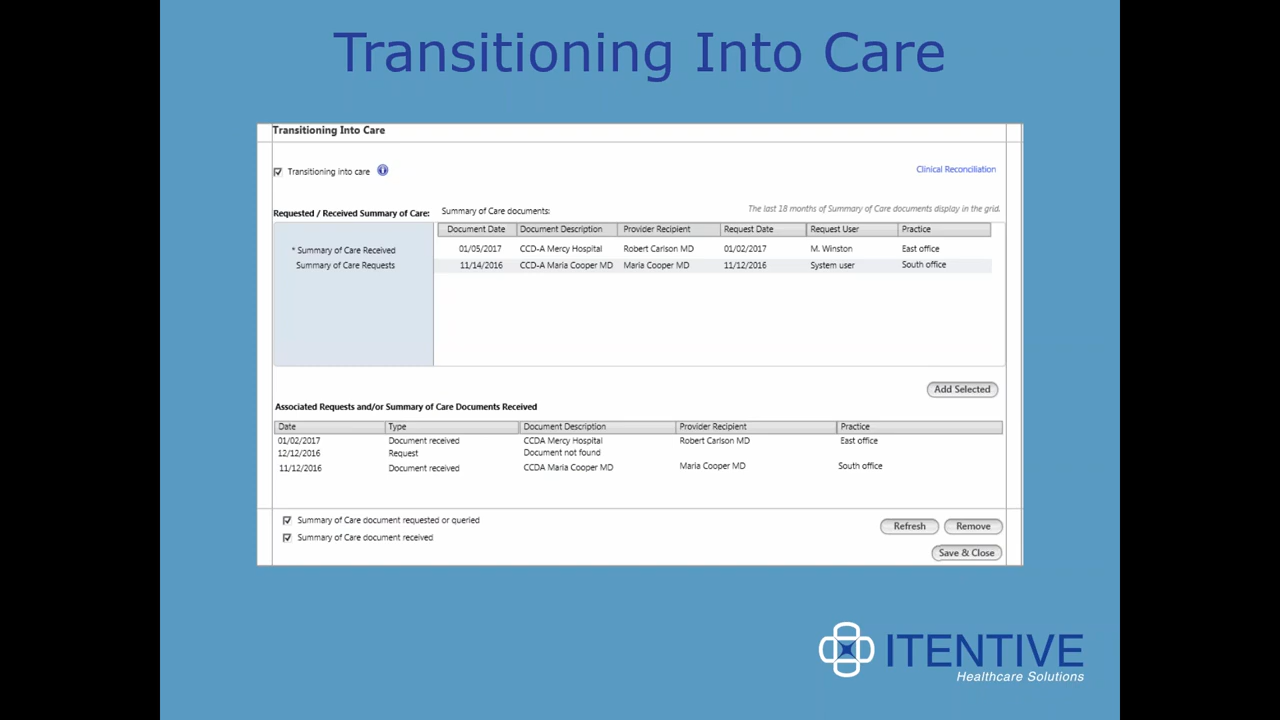 Transitioning Into Care
Transitioning Into Care
Transitioning into care
Clinical Reconciliation
Requested / Received Summary of Care:
Summary of Care documents:
The last 18 months of Summary of Care documents display in the grid.
Document Date Document Description Provider Recipient Request Date Request User Practice
* Summary of Care Received
01/05/2017 CCD-A Mercy Hospital Robert Carlson MD 01/02/2017 M. Winston East office
Summary of Care Requests
11/14/2016 CCD-A Maria Cooper MD Maria Cooper MD 11/12/2016 System user South office
Add Selected
Associated Requests and/or Summary of Care Documents Received
Date Type Document Description Provider Recipient Practice
01/02/2017 Document received CCDA Mercy Hospital Robert Carlson MD East office
12/12/2016 Request Document not found
11/12/2016 Document received CCDA Maria Cooper MD Maria Cooper MD South office
Summary of Care document requested or queried
Refresh Remove
Summary of Care document received
Save & Close
ITENTIVE
Healthcare Solutions